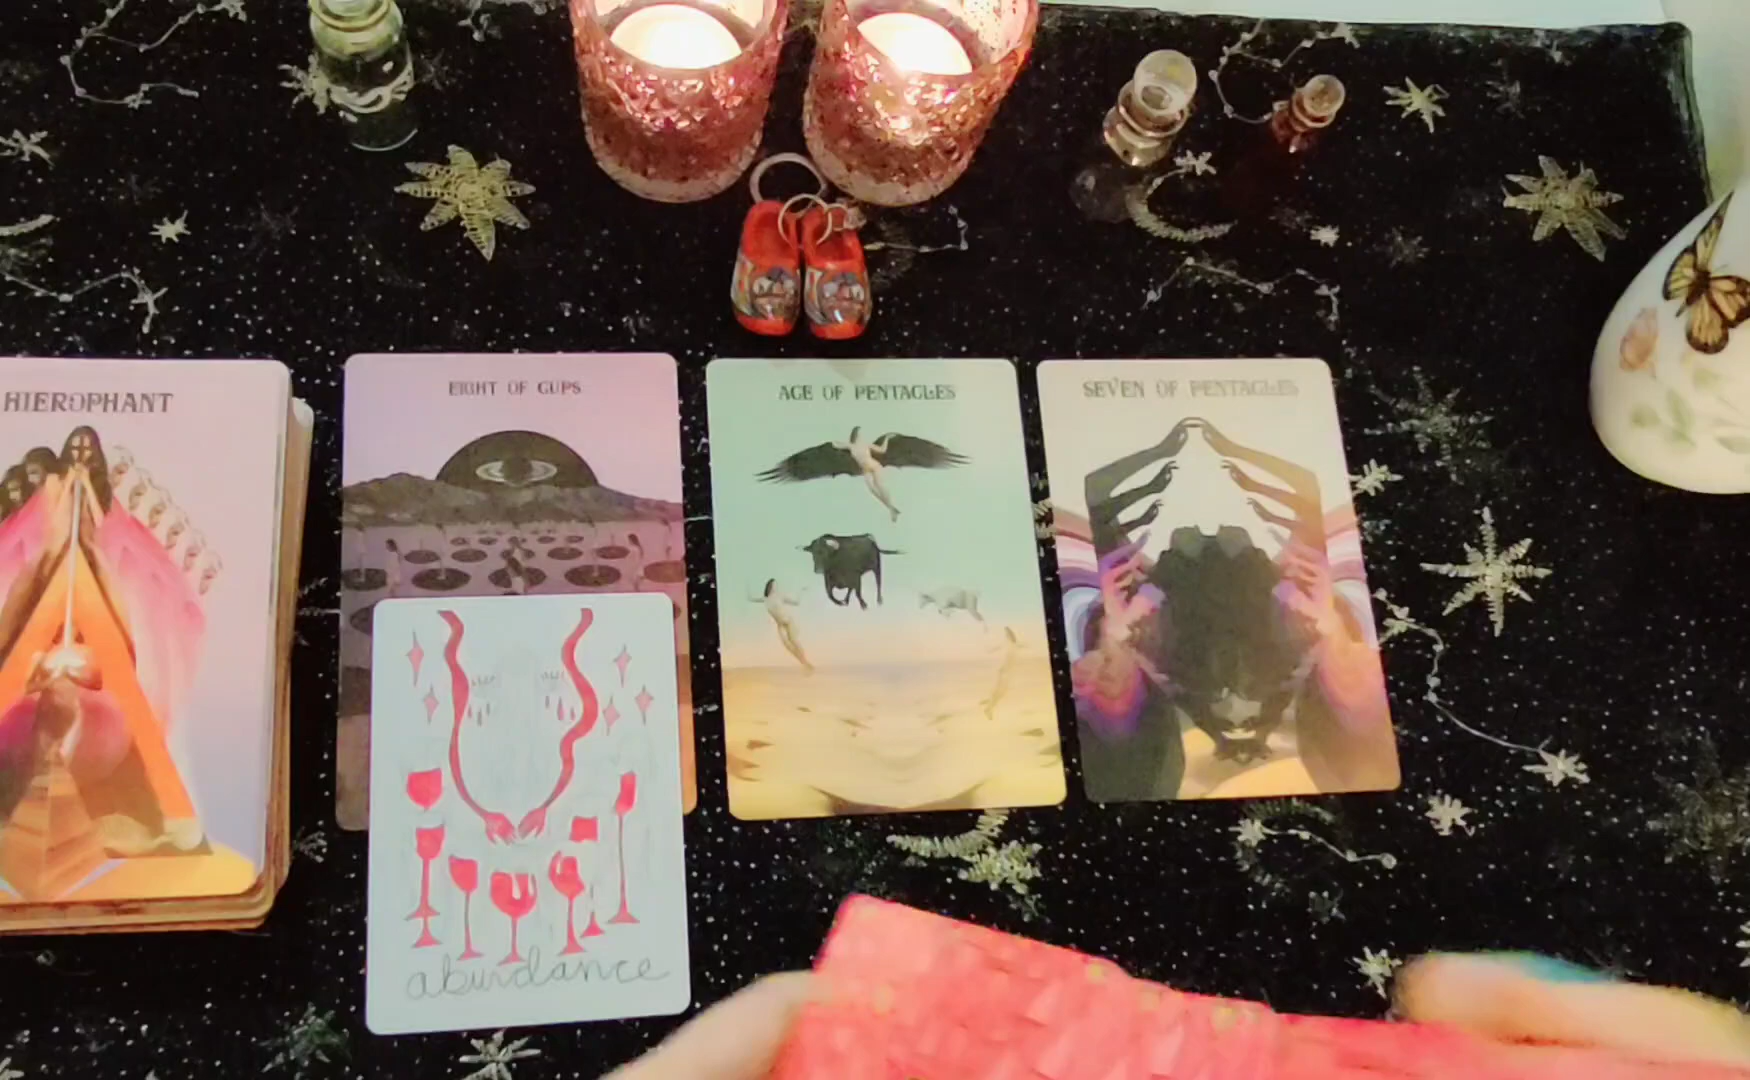 HIEROPHANT
EIGHT OF CUPS
ACE OF PENTACLES
SEVEN OF PENTACLES
abundance